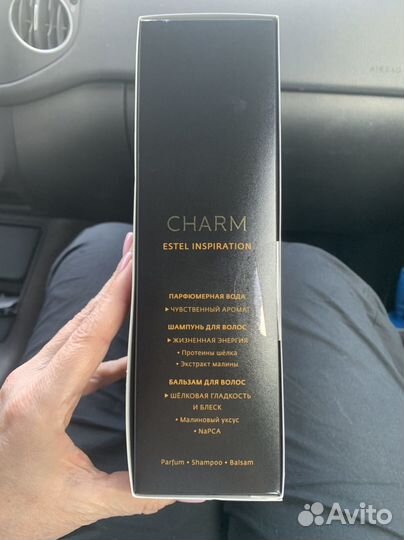 AIRBAG
CHARM
ESTEL INSPIRATION
ПАРФЮМЕРНАЯ ВОДА
▶ ЧУВСТВЕННЫЙ АРОМАТ
ШАМПУНЬ ДЛЯ ВОЛОС
▶ ЖИЗНЕННАЯ ЭНЕРГИЯ
• Протеины шёлка
• Экстракт малины
БАЛЬЗАМ ДЛЯ ВОЛОС
▶ ШЁЛКОВАЯ ГЛАДКОСТЬ
И БЛЕСК
• Малиновый уксус
• NaPCA
Parfum • Shampoo • Balsam
Avito